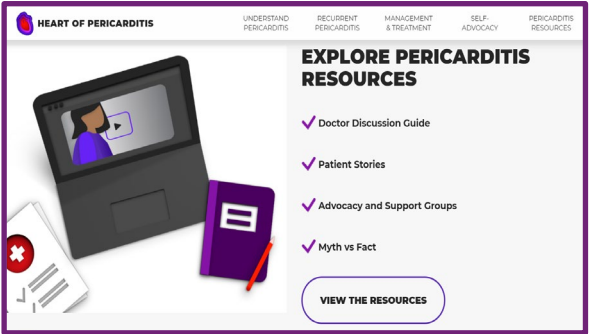 HEART OF PERICARDITIS
UNDERSTAND
PERICARDITIS
RECURRENT
PERICARDITIS
MANAGEMENT
& TREATMENT
SELF-
ADVOCACY
PERICARDITIS
RESOURCES
EXPLORE PERICARDITIS
RESOURCES
Doctor Discussion Guide
Patient Stories
Advocacy and Support Groups
Myth vs Fact
VIEW THE RESOURCES